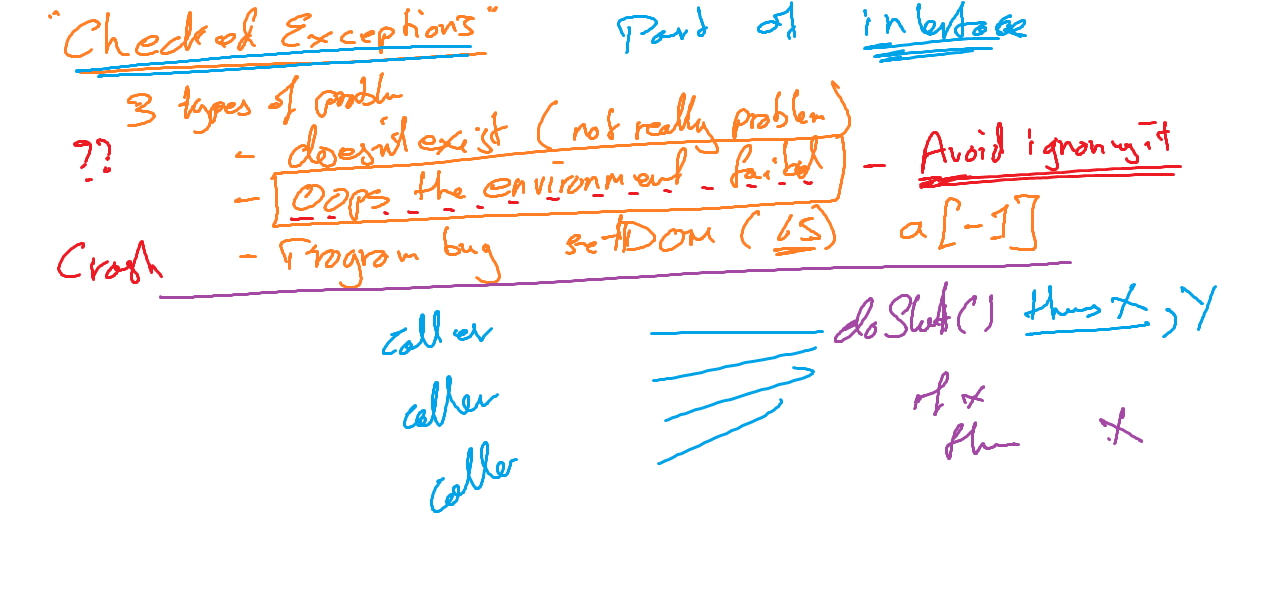 "Checked Exceptions" Part of interface
3 types of problem
?? - doesn't exist (not really problem)
- Oops the environment failed - Avoid ignoring it
Crash - Program bug setDOM (45) a[-1]
caller doStuff() throws X, Y
caller if x
caller throw X